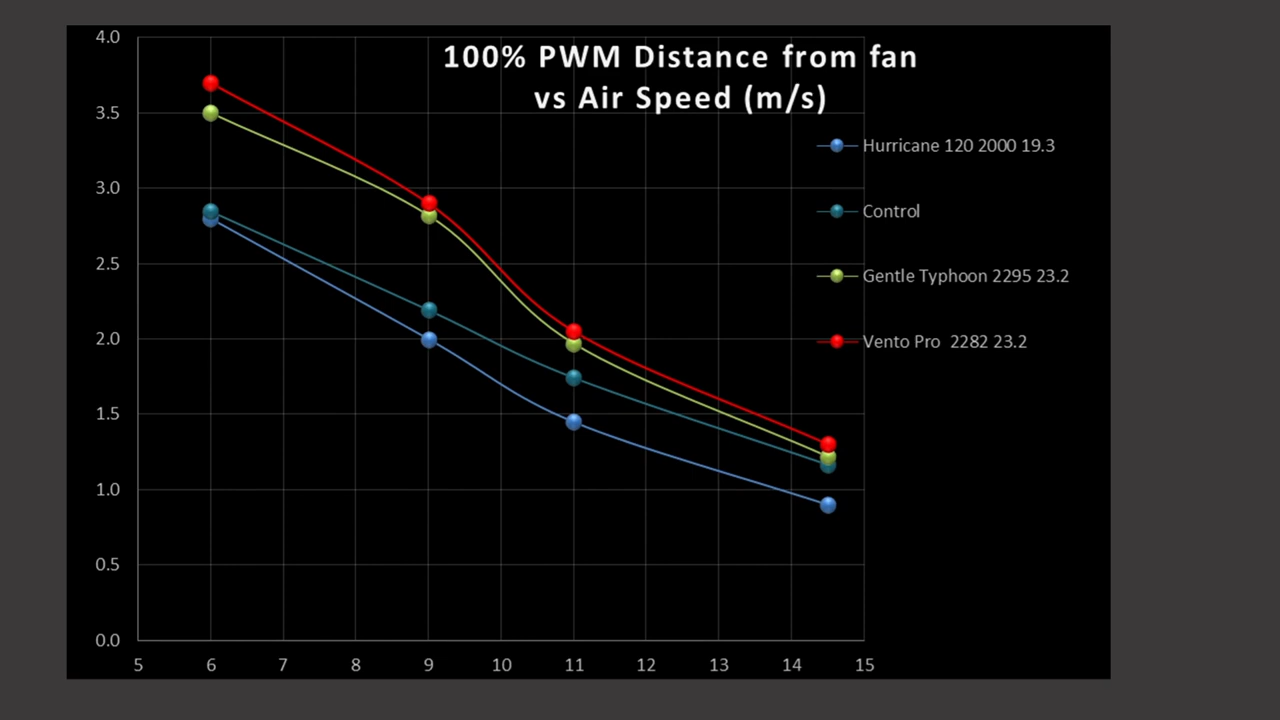 100% PWM Distance from fan
vs Air Speed (m/s)
4.0
3.5
3.0
2.5
2.0
1.5
1.0
0.5
0.0
5 6 7 8 9 10 11 12 13 14 15
Hurricane 120 2000 19.3
Control
Gentle Typhoon 2295 23.2
Vento Pro  2282 23.2